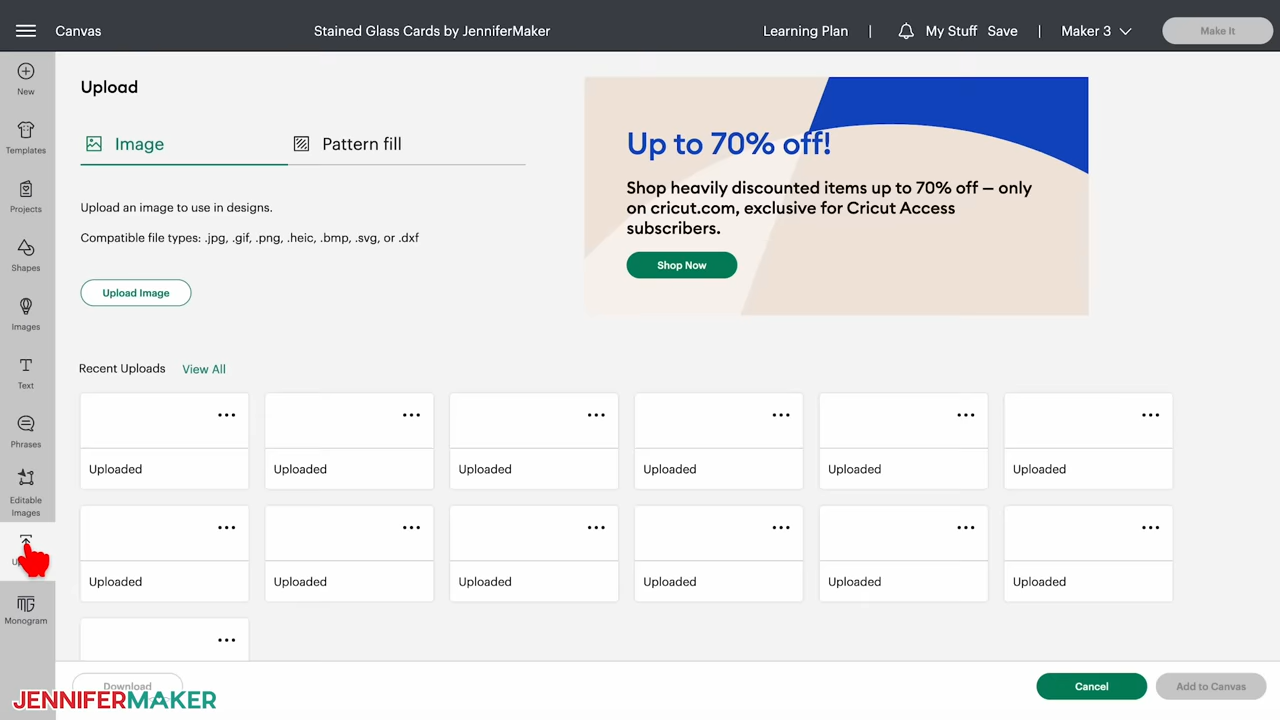 Canvas
Stained Glass Cards by JenniferMaker
Learning Plan | My Stuff Save | Maker 3
Make It
New
Templates
Projects
Shapes
Images
Text
Phrases
Editable
Images
Monogram
Upload
Image
Pattern fill
Upload an image to use in designs.
Compatible file types: .jpg, .gif, .png, .heic, .bmp, .svg, or .dxf
Upload Image
Up to 70% off!
Shop heavily discounted items up to 70% off — only
on cricut.com, exclusive for Cricut Access
subscribers.
Shop Now
Recent Uploads View All
Uploaded Uploaded Uploaded Uploaded Uploaded Uploaded
Uploaded Uploaded Uploaded Uploaded Uploaded Uploaded
Download
Cancel
Add to Canvas
JENNIFERMAKER